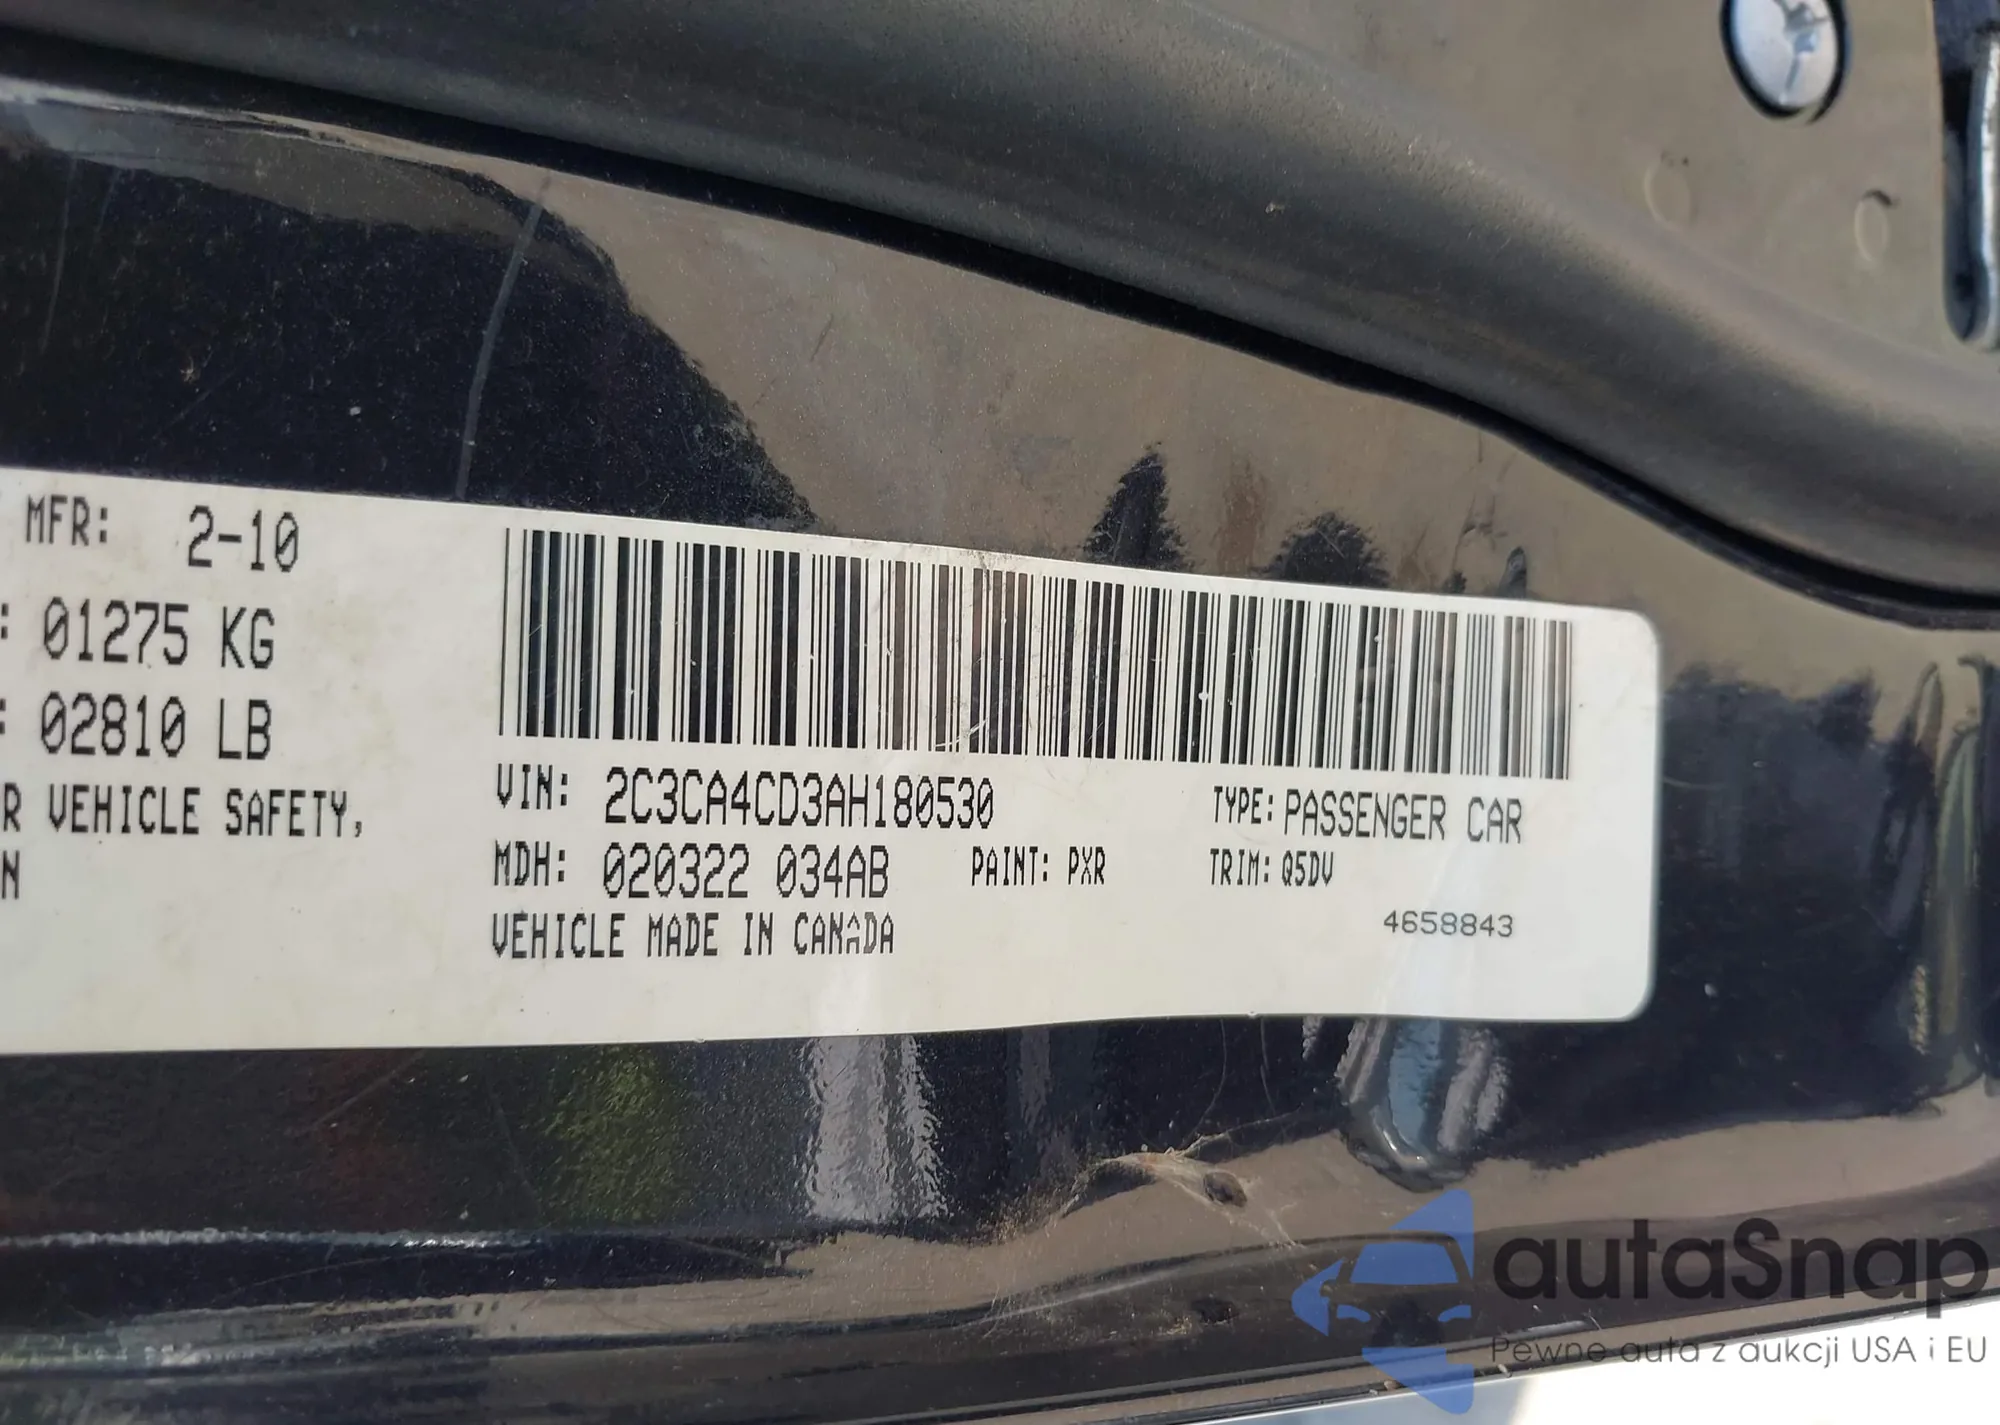 MFR: 2-10
: 01275 KG
: 02810 LB
R VEHICLE SAFETY,
N
VIN: 2C3CA4CD3AH180530
TYPE: PASSENGER CAR
MDH: 020322 034AB
PAINT: PXR
TRIM: Q5DV
VEHICLE MADE IN CANADA
4658843
autaSnap
Pewne auta z aukcji USA i EU